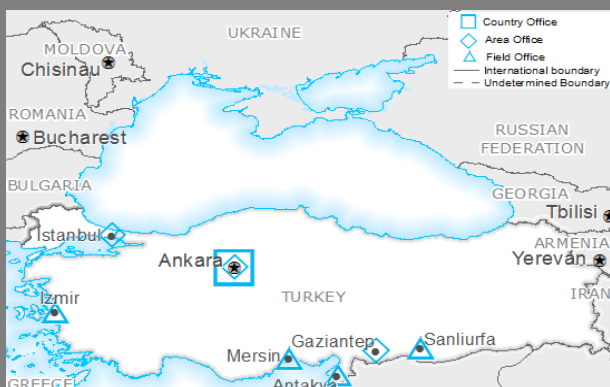 Country Office
Area Office
Field Office
International boundary
Undetermined Boundary
UKRAINE
MOLDOVA
Chisinau
ROMANIA
Bucharest
RUSSIAN
FEDERATION
BULGARIA
GEORGIA
Tbilisi
Istanbul
ARMENIA
Ankara
Yereván
IRAN
TURKEY
Izmir
Gaziantep
Sanliurfa
Mersin
GREECE
Antakya